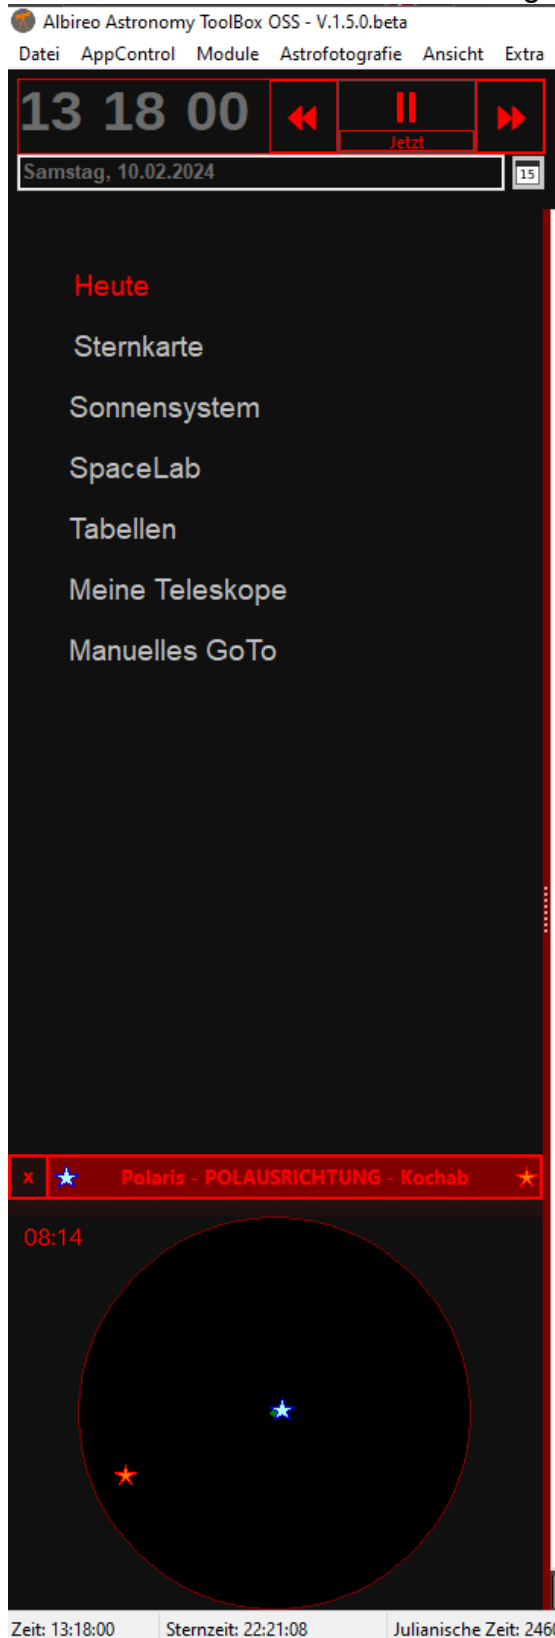 Albireo Astronomy ToolBox OSS - V.1.5.0.beta
Datei AppControl Module Astrofotografie Ansicht Extra
13 18 00
Jetzt
Samstag, 10.02.2024
15
Heute
Sternkarte
Sonnensystem
SpaceLab
Tabellen
Meine Teleskope
Manuelles GoTo
x Polaris - POLAUSRICHTUNG - Kochab
08:14
Zeit: 13:18:00 Sternzeit: 22:21:08 Julianische Zeit: 246